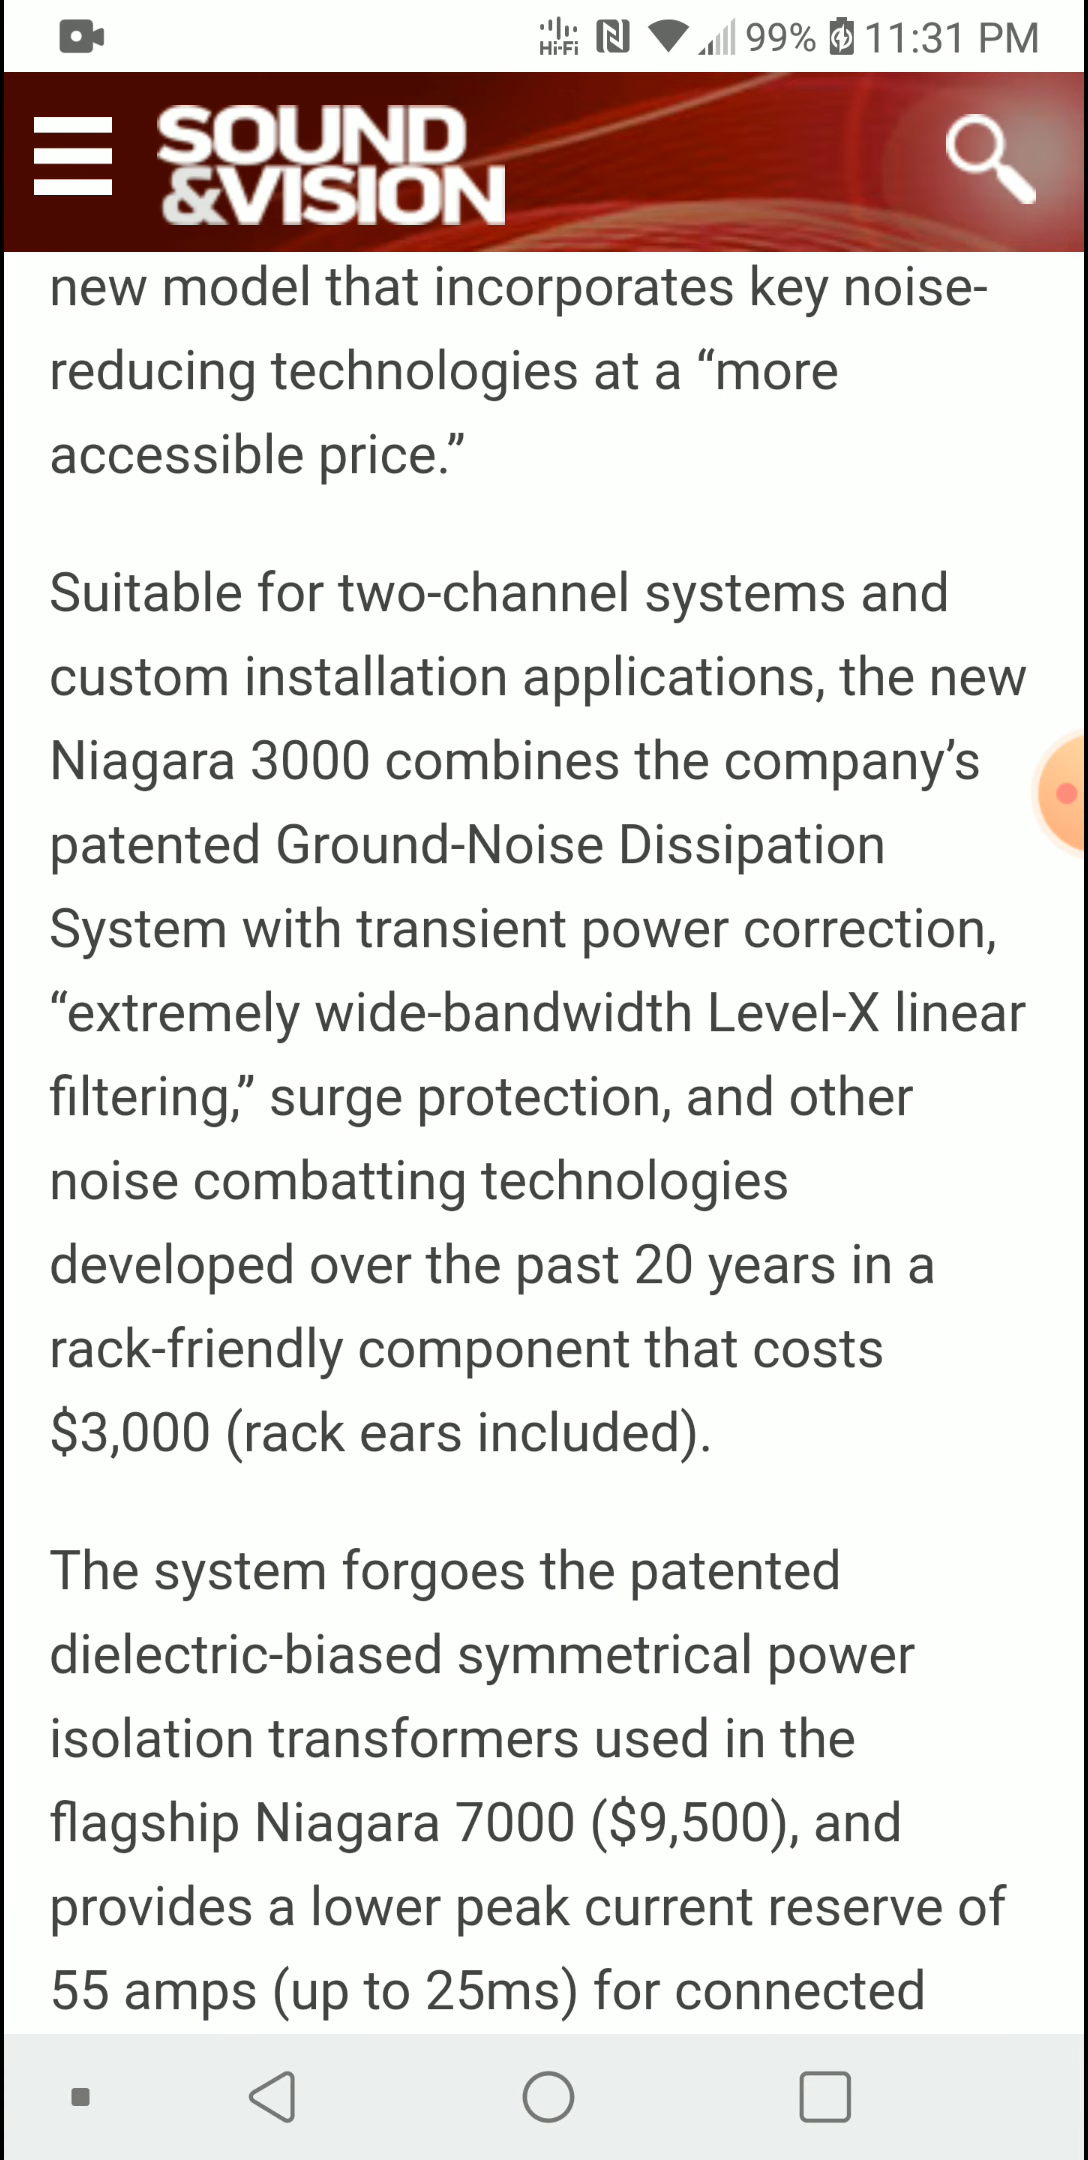 Hi-Fi 99% 11:31 PM
SOUND
&VISION
new model that incorporates key noise-
reducing technologies at a “more
accessible price.”
Suitable for two-channel systems and
custom installation applications, the new
Niagara 3000 combines the company’s
patented Ground-Noise Dissipation
System with transient power correction,
“extremely wide-bandwidth Level-X linear
filtering,” surge protection, and other
noise combatting technologies
developed over the past 20 years in a
rack-friendly component that costs
$3,000 (rack ears included).
The system forgoes the patented
dielectric-biased symmetrical power
isolation transformers used in the
flagship Niagara 7000 ($9,500), and
provides a lower peak current reserve of
55 amps (up to 25ms) for connected